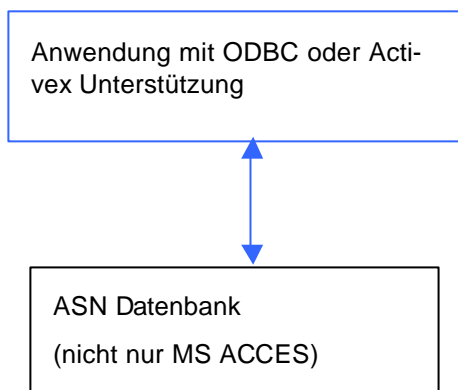 Anwendung mit ODBC oder Acti-
vex Unterstützung
ASN Datenbank
(nicht nur MS ACCES)